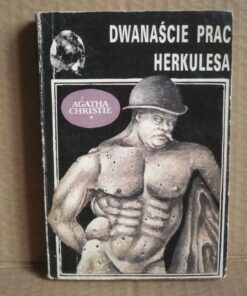 DWANAŚCIE PRAC
HERKULESA
AGATHA
CHRISTIE